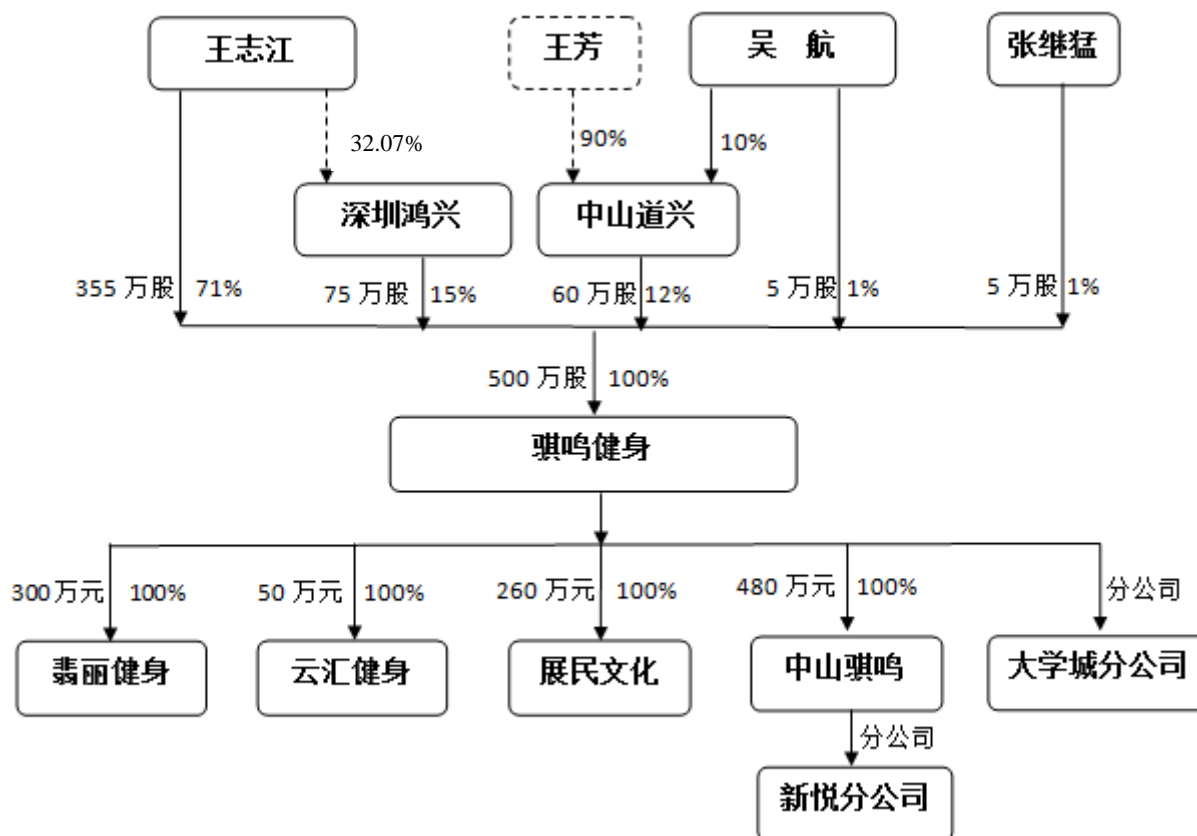 王志江
王芳
吴 航
张继猛
32.07%
90%
10%
深圳鸿兴
中山道兴
355 万股 71%
75 万股 15%
60 万股 12%
5 万股 1%
5 万股 1%
500 万股 100%
骐鸣健身
300 万元 100%
50 万元 100%
260 万元 100%
480 万元 100%
分公司
翡丽健身
云汇健身
展民文化
中山骐鸣
大学城分公司
分公司
新悦分公司